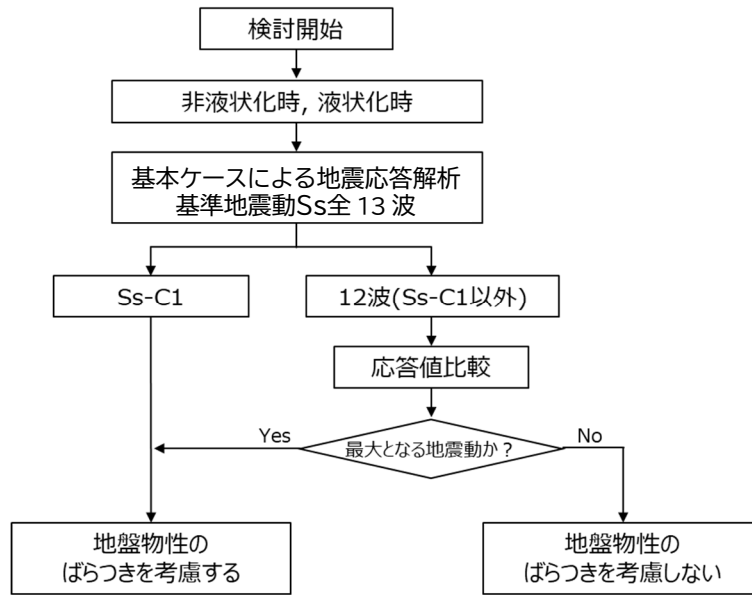 検討開始
非液状化時, 液状化時
基本ケースによる地震応答解析
基準地震動Ss全 13 波
Ss-C1
12波(Ss-C1以外)
応答値比較
最大となる地震動か？
Yes
No
地盤物性の
ばらつきを考慮する
地盤物性の
ばらつきを考慮しない